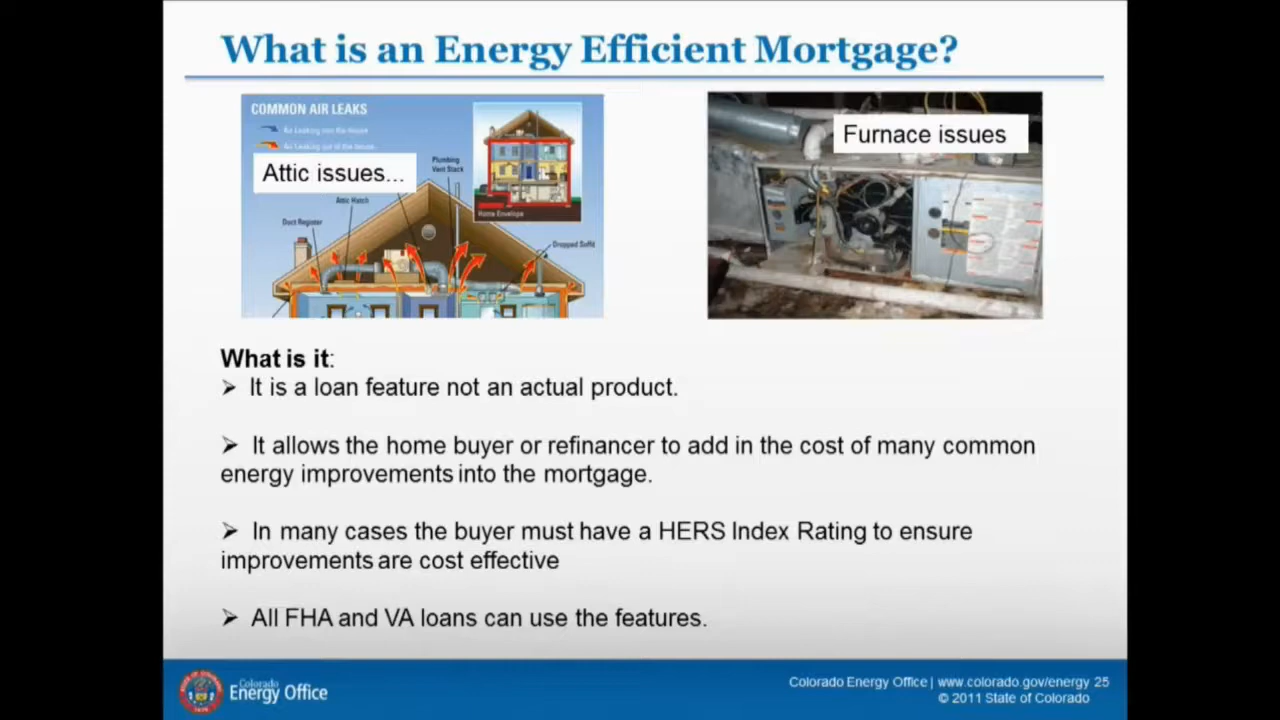 What is an Energy Efficient Mortgage?
COMMON AIR LEAKS
Air Leaking into the house
Air Leaking out of the house
Attic issues...
Plumbing
Vent Stack
Attic Hatch
Duct Register
Dropped Soffit
Home Envelope
Furnace issues
What is it:
➢ It is a loan feature not an actual product.
➢ It allows the home buyer or refinancer to add in the cost of many common
energy improvements into the mortgage.
➢ In many cases the buyer must have a HERS Index Rating to ensure
improvements are cost effective
➢ All FHA and VA loans can use the features.
Colorado
Energy Office
Colorado Energy Office | www.colorado.gov/energy 25
© 2011 State of Colorado